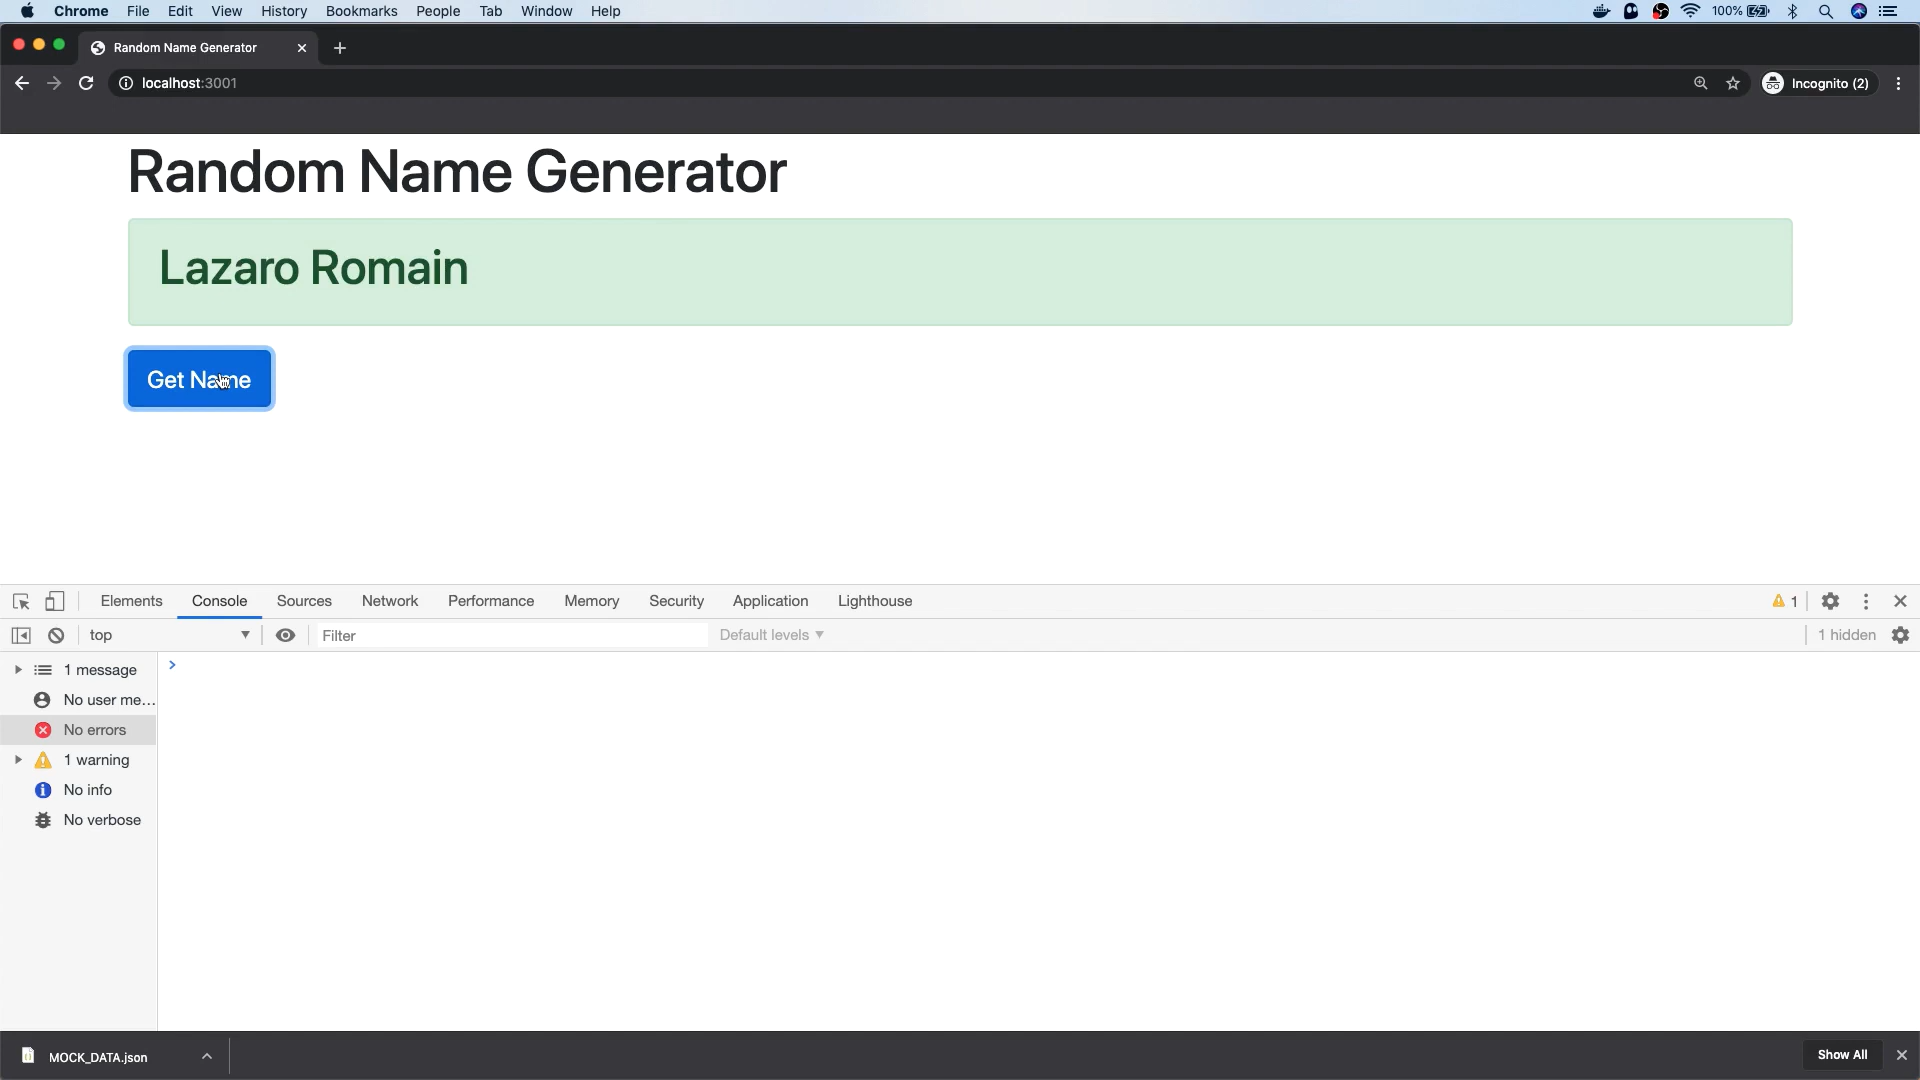 Chrome File Edit View History Bookmarks People Tab Window Help 100%
Random Name Generator
localhost:3001 Incognito (2)
Random Name Generator
Lazaro Romain
Get Name
Elements Console Sources Network Performance Memory Security Application Lighthouse 1
top Filter Default levels 1 hidden
1 message
No user me...
No errors
1 warning
No info
No verbose
MOCK_DATA.json Show All